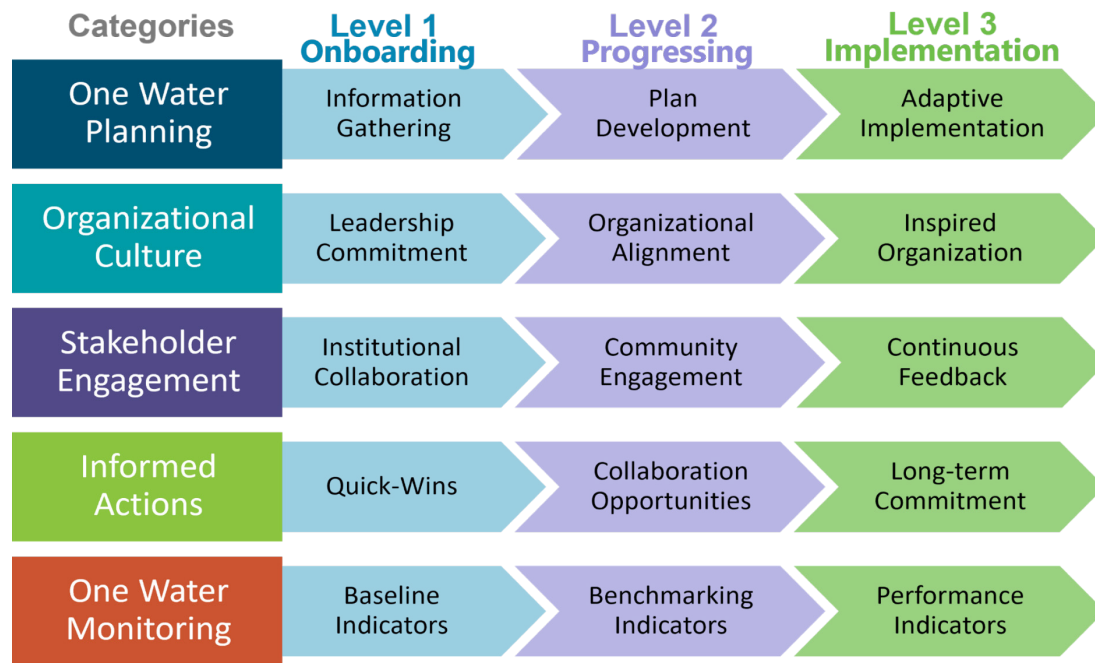 Categories
Level 1
Onboarding
Level 2
Progressing
Level 3
Implementation
One Water
Planning
Information
Gathering
Plan
Development
Adaptive
Implementation
Organizational
Culture
Leadership
Commitment
Organizational
Alignment
Inspired
Organization
Stakeholder
Engagement
Institutional
Collaboration
Community
Engagement
Continuous
Feedback
Informed
Actions
Quick-Wins
Collaboration
Opportunities
Long-term
Commitment
One Water
Monitoring
Baseline
Indicators
Benchmarking
Indicators
Performance
Indicators